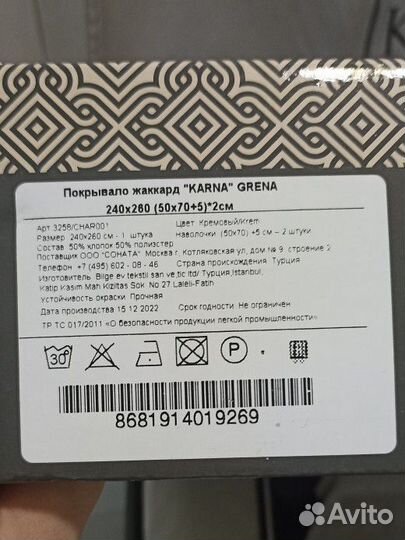 Покрывало жаккард "KARNA" GRENA
240x260 (50x70+5)*2см
Арт. 3258/CHAR001 Цвет: Кремовый/Krem
Размер: 240x260 см - 1 штука Наволочки: (50x70) +5 см – 2 штуки
Состав: 50% хлопок 50% полиэстер
Поставщик ООО "СОНАТА" Москва г, Котляковская ул, дом № 9, строение 2
Телефон: +7 (495) 602 - 08 - 46 Страна происхождения: Турция
Изготовитель: Bilge ev tekstil san ve tic ltd/ Турция,Istanbul,
Katip Kasim Mah Kizitas Sok. No 27 Laleli-Fatih
Устойчивость окраски: Прочная
Дата производства 15.12.2022 Срок годности: Не ограничен
ТР ТС 017/2011 «О безопасности продукции легкой промышленности»
30° P
8681914019269
Avito